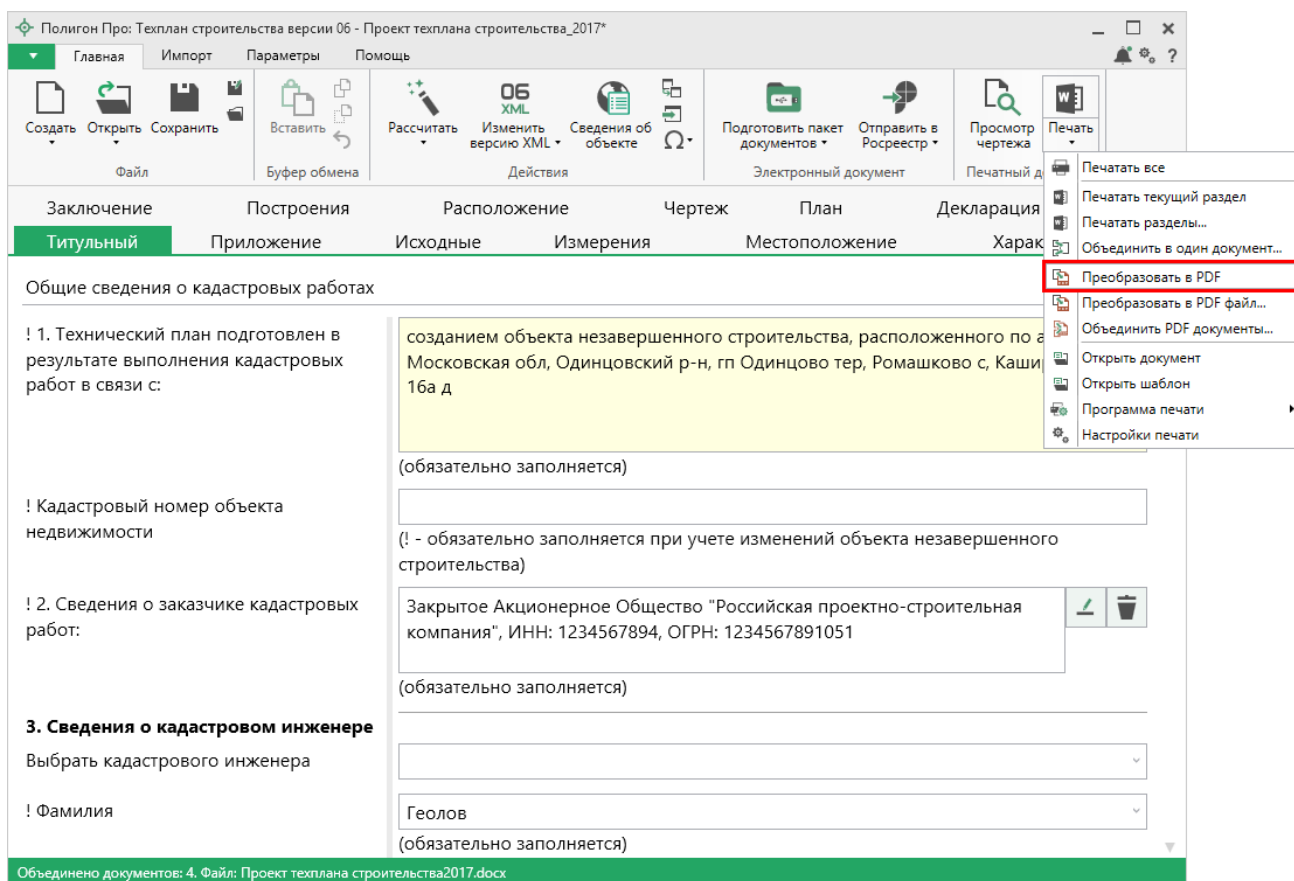 Полигон Про: Техплан строительства версии 06 - Проект техплана строительства_2017*
Главная Импорт Параметры Помощь
?
06
XML
Создать Открыть Сохранить Вставить Рассчитать Изменить версию XML Сведения об объекте Ω Подготовить пакет документов Отправить в Росреестр Просмотр чертежа Печать
Файл Буфер обмена Действия Электронный документ Печатный д
Печатать все
Печатать текущий раздел
Печатать разделы...
Объединить в один документ...
Преобразовать в PDF
Преобразовать в PDF файл...
Объединить PDF документы...
Открыть документ
Открыть шаблон
Программа печати
Настройки печати
Заключение Построения Расположение Чертеж План Декларация
Титульный Приложение Исходные Измерения Местоположение Харак
Общие сведения о кадастровых работах
! 1. Технический план подготовлен в
результате выполнения кадастровых
работ в связи с:
созданием объекта незавершенного строительства, расположенного по а
Московская обл, Одинцовский р-н, гп Одинцово тер, Ромашково с, Каши
16а д
(обязательно заполняется)
! Кадастровый номер объекта
недвижимости
(! - обязательно заполняется при учете изменений объекта незавершенного
строительства)
! 2. Сведения о заказчике кадастровых
работ:
Закрытое Акционерное Общество "Российская проектно-строительная
компания", ИНН: 1234567894, ОГРН: 1234567891051
(обязательно заполняется)
3. Сведения о кадастровом инженере
Выбрать кадастрового инженера
! Фамилия
Геолов
(обязательно заполняется)
Объединено документов: 4. Файл: Проект техплана строительства2017.docx